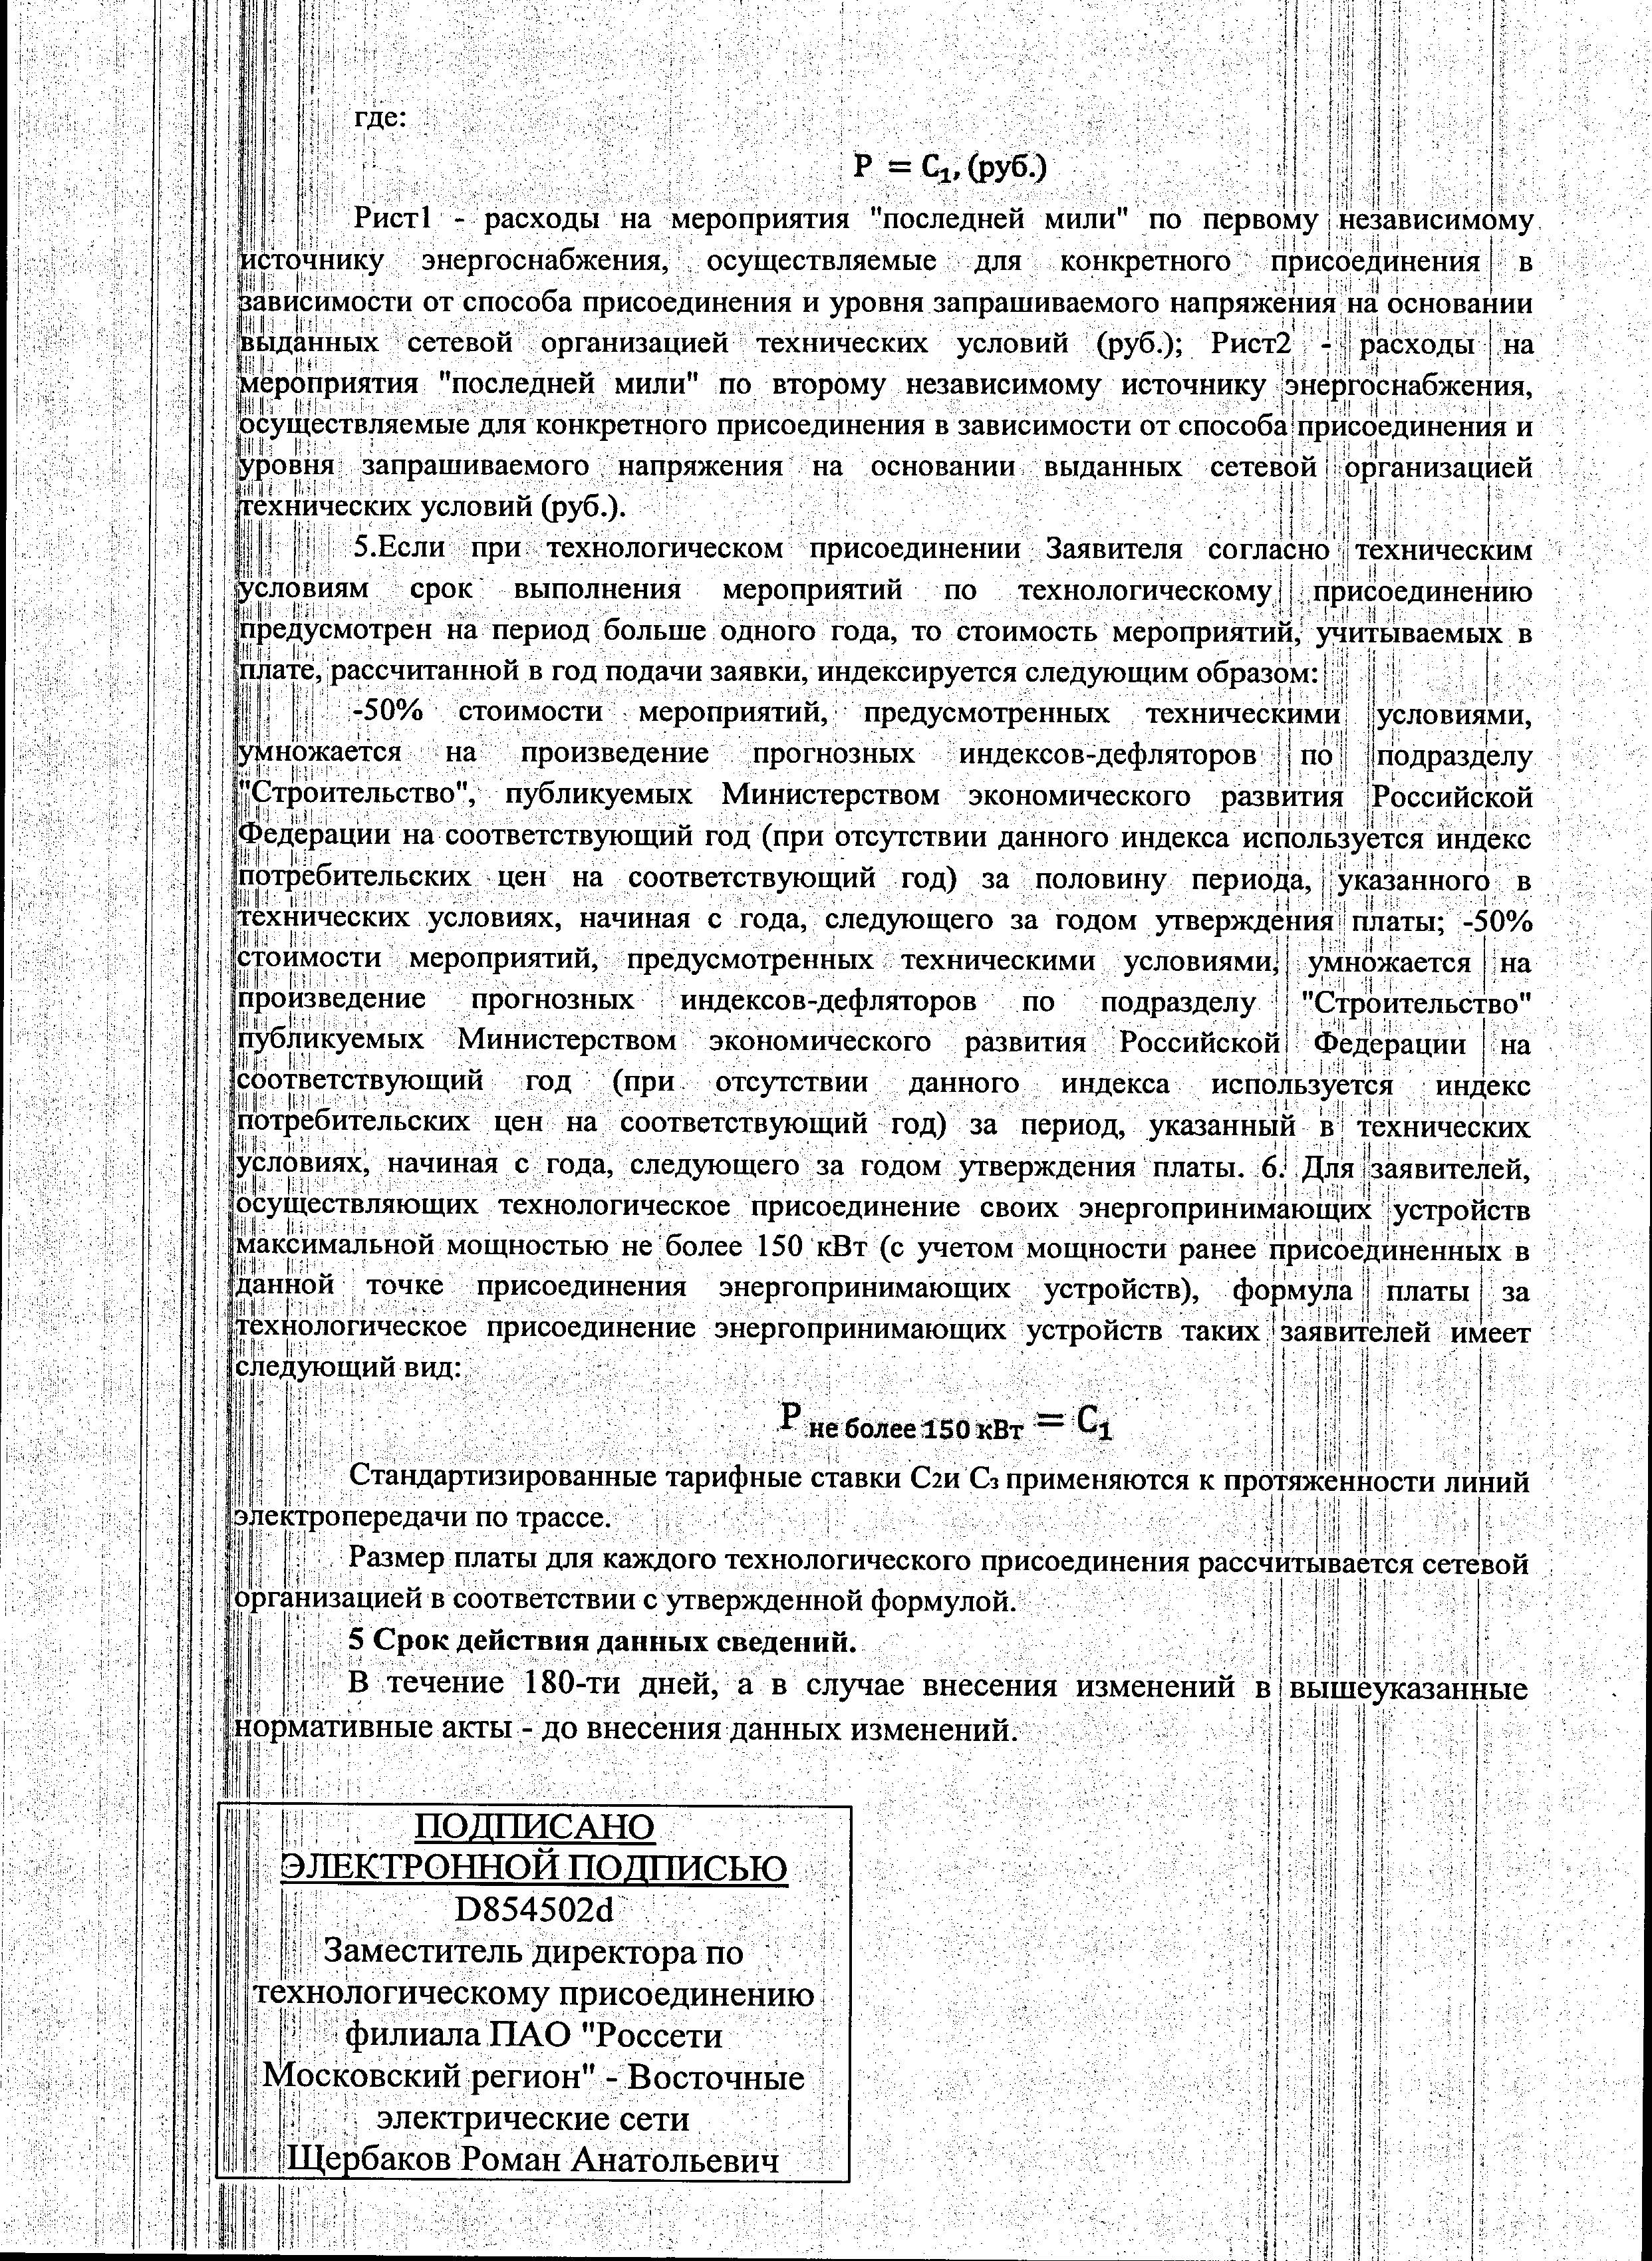 где:
P = C₁, (руб.)
Рист1 - расходы на мероприятия "последней мили" по первому независимому
источнику энергоснабжения, осуществляемые для конкретного присоединения в
зависимости от способа присоединения и уровня запрашиваемого напряжения на основании
выданных сетевой организацией технических условий (руб.); Рист2 - расходы на
мероприятия "последней мили" по второму независимому источнику энергоснабжения,
осуществляемые для конкретного присоединения в зависимости от способа присоединения и
уровня запрашиваемого напряжения на основании выданных сетевой организацией
технических условий (руб.).
5.Если при технологическом присоединении Заявителя согласно техническим
условиям срок выполнения мероприятий по технологическому присоединению
предусмотрен на период больше одного года, то стоимость мероприятий, учитываемых в
плате, рассчитанной в год подачи заявки, индексируется следующим образом:
-50% стоимости мероприятий, предусмотренных техническими условиями,
умножается на произведение прогнозных индексов-дефляторов по подразделу
"Строительство", публикуемых Министерством экономического развития Российской
Федерации на соответствующий год (при отсутствии данного индекса используется индекс
потребительских цен на соответствующий год) за половину периода, указанного в
технических условиях, начиная с года, следующего за годом утверждения платы; -50%
стоимости мероприятий, предусмотренных техническими условиями, умножается на
произведение прогнозных индексов-дефляторов по подразделу "Строительство"
публикуемых Министерством экономического развития Российской Федерации на
соответствующий год (при отсутствии данного индекса используется индекс
потребительских цен на соответствующий год) за период, указанный в технических
условиях, начиная с года, следующего за годом утверждения платы. 6. Для заявителей,
осуществляющих технологическое присоединение своих энергопринимающих устройств
максимальной мощностью не более 150 кВт (с учетом мощности ранее присоединенных в
данной точке присоединения энергопринимающих устройств), формула платы за
технологическое присоединение энергопринимающих устройств таких заявителей имеет
следующий вид:
P не более 150 кВт = C₁
Стандартизированные тарифные ставки С₂и С₃ применяются к протяженности линий
электропередачи по трассе.
Размер платы для каждого технологического присоединения рассчитывается сетевой
организацией в соответствии с утвержденной формулой.
5 Срок действия данных сведений.
В течение 180-ти дней, а в случае внесения изменений в вышеуказанные
нормативные акты - до внесения данных изменений.
ПОДПИСАНО
ЭЛЕКТРОННОЙ ПОДПИСЬЮ
D854502d
Заместитель директора по
технологическому присоединению
филиала ПАО "Россети
Московский регион" - Восточные
электрические сети
Щербаков Роман Анатольевич